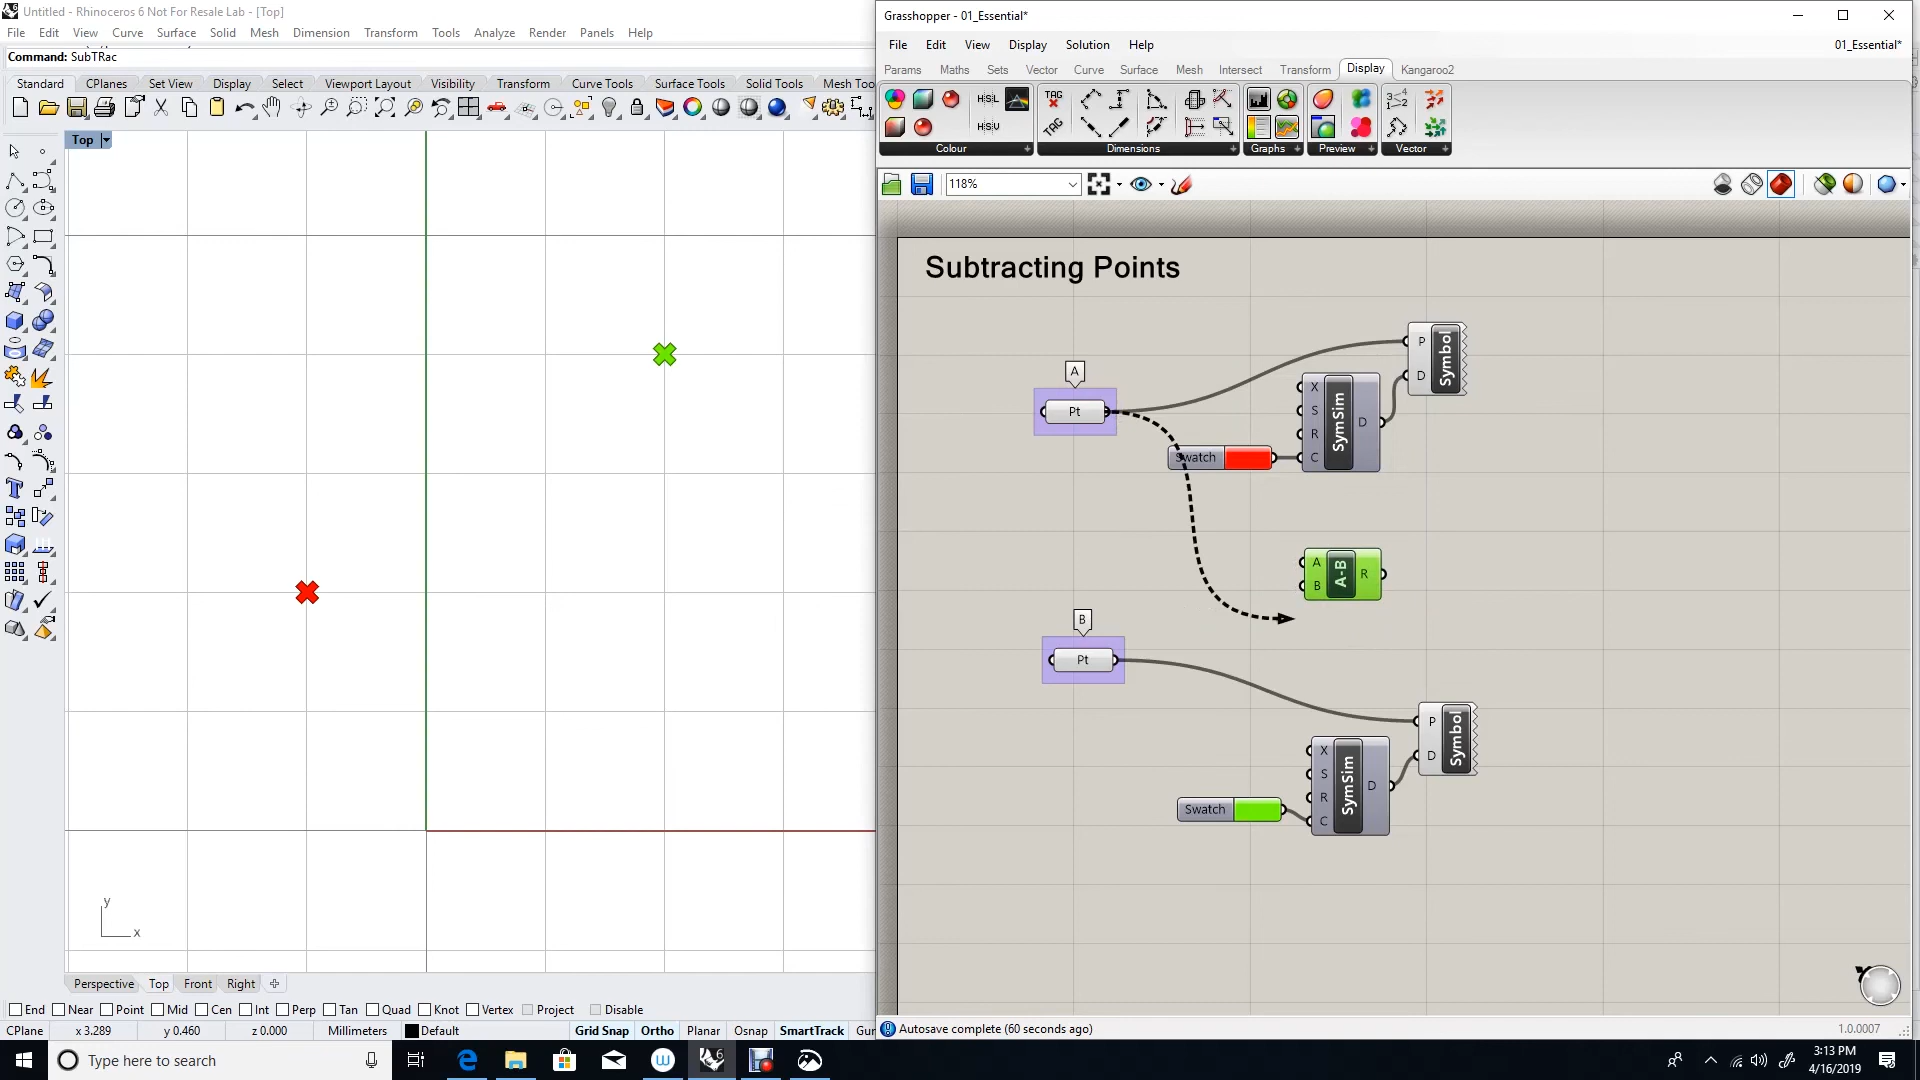 Untitled - Rhinoceros 6 Not For Resale Lab - [Top]
File Edit View Curve Surface Solid Mesh Dimension Transform Tools Analyze Render Panels Help
Command: SubTRac
Standard CPlanes Set View Display Select Viewport Layout Visibility Transform Curve Tools Surface Tools Solid Tools Mesh Too
Top
y
x
Perspective Top Front Right
End Near Point Mid Cen Int Perp Tan Quad Knot Vertex Project Disable
CPlane x 3.289 y 0.460 z 0.000 Millimeters Default Grid Snap Ortho Planar Osnap SmartTrack Gum
Grasshopper - 01_Essential*
File Edit View Display Solution Help 01_Essential*
Params Maths Sets Vector Curve Surface Mesh Intersect Transform Display Kangaroo2
H:S:L
H:S:V
TAG
TAG
Colour Dimensions Graphs Preview Vector
118%
Subtracting Points
A
Pt
Swatch
X
S
R
C
SymSim
D
P
D
Symbol
A
B
A-B
R
B
Pt
Swatch
X
S
R
C
SymSim
D
P
D
Symbol
Autosave complete (60 seconds ago) 1.0.0007
Type here to search
3:13 PM
4/16/2019